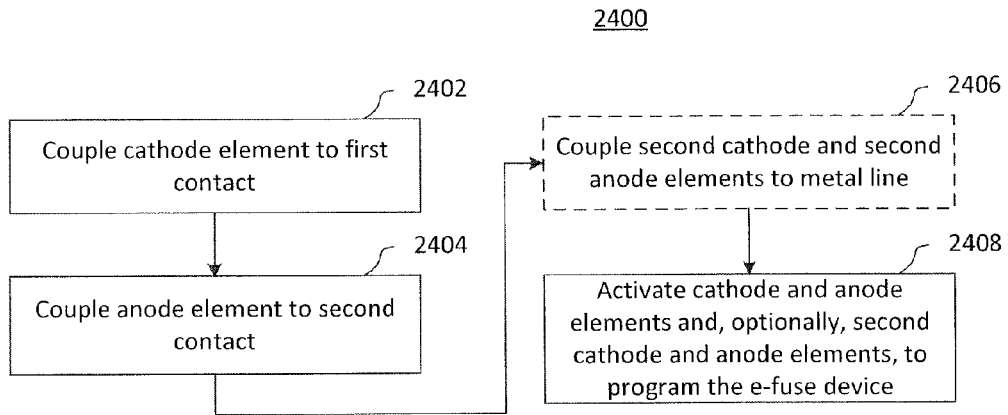 2400
2402
Couple cathode element to first
contact
2404
Couple anode element to second
contact
2406
Couple second cathode and second
anode elements to metal line
2408
Activate cathode and anode
elements and, optionally, second
cathode and anode elements, to
program the e-fuse device